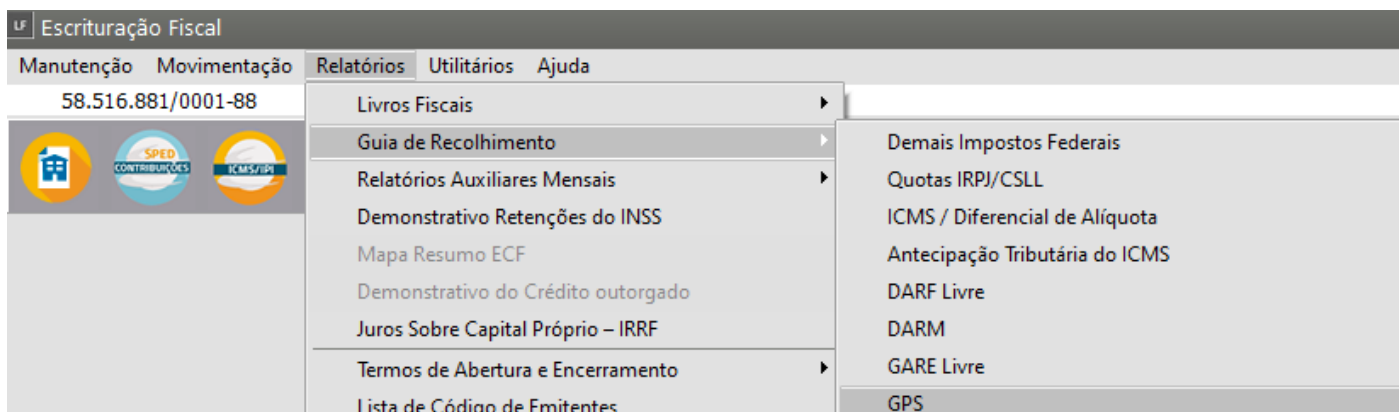 LF Escrituração Fiscal
Manutenção Movimentação Relatórios Utilitários Ajuda
58.516.881/0001-88
SPED
CONTRIBUIÇÕES
ICMS/IPI
Livros Fiscais
Guia de Recolhimento
Relatórios Auxiliares Mensais
Demonstrativo Retenções do INSS
Mapa Resumo ECF
Demonstrativo do Crédito outorgado
Juros Sobre Capital Próprio – IRRF
Termos de Abertura e Encerramento
Lista de Código de Emitentes
Demais Impostos Federais
Quotas IRPJ/CSLL
ICMS / Diferencial de Alíquota
Antecipação Tributária do ICMS
DARF Livre
DARM
GARE Livre
GPS